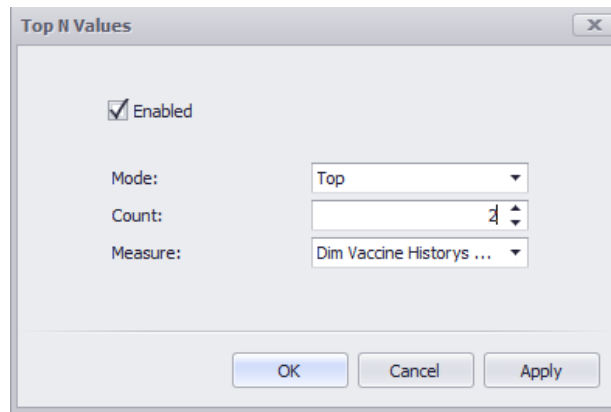 Top N Values
Enabled
Mode: Top
Count: 2
Measure: Dim Vaccine Historys ...
OK Cancel Apply